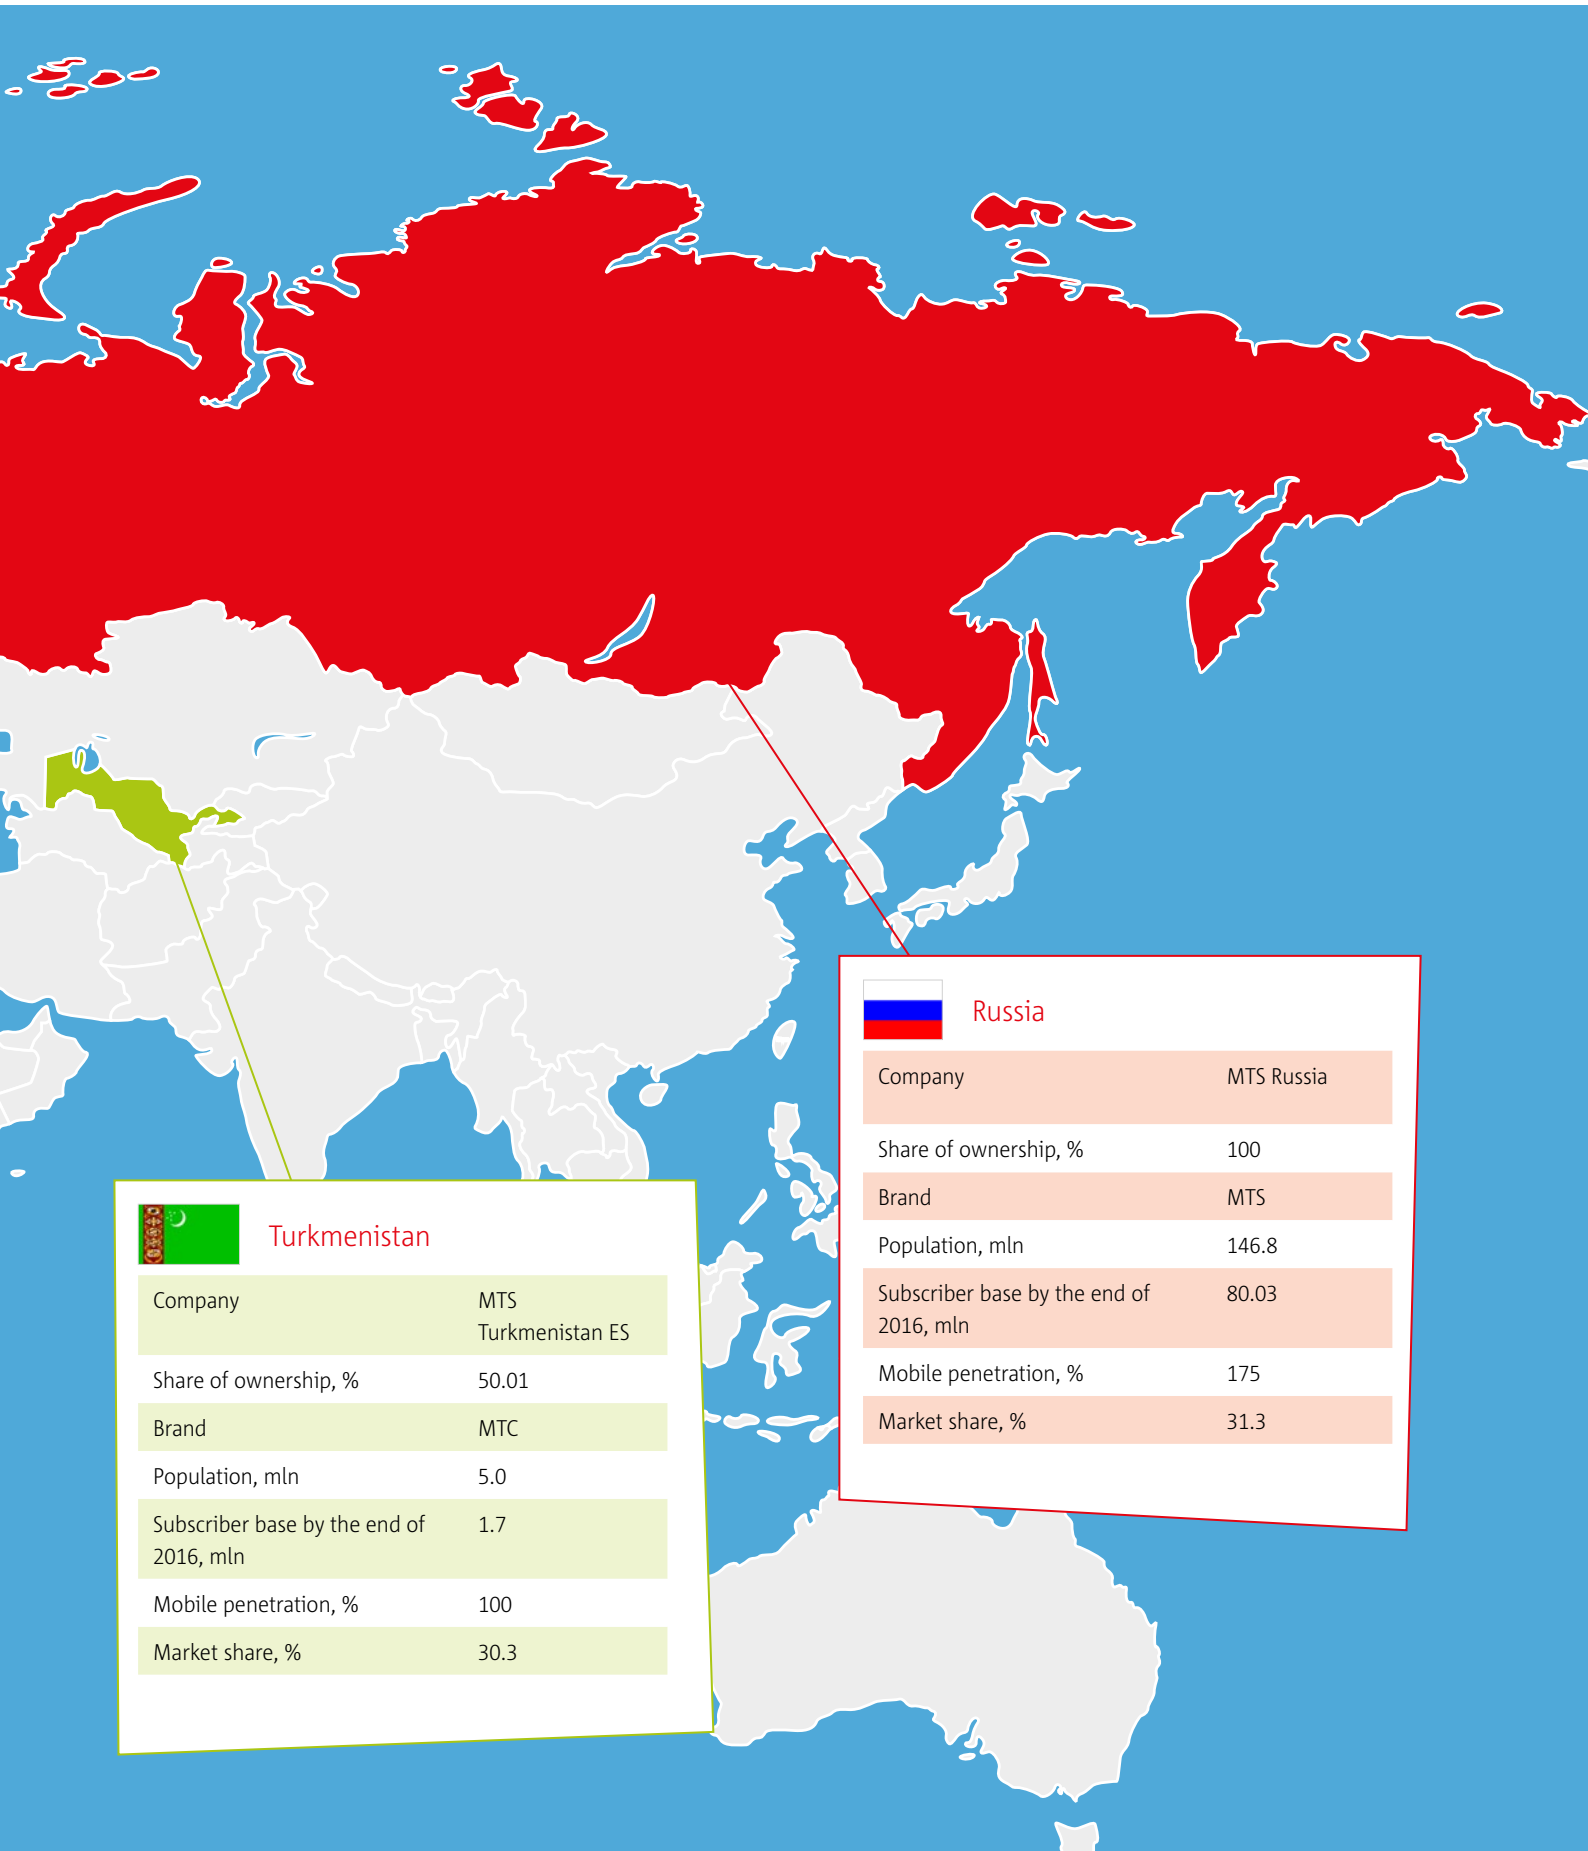 Russia
Company MTS Russia
Share of ownership, % 100
Brand MTS
Population, mln 146.8
Subscriber base by the end of 80.03
2016, mln
Mobile penetration, % 175
Market share, % 31.3
Turkmenistan
Company MTS
Turkmenistan ES
Share of ownership, % 50.01
Brand МТС
Population, mln 5.0
Subscriber base by the end of 1.7
2016, mln
Mobile penetration, % 100
Market share, % 30.3